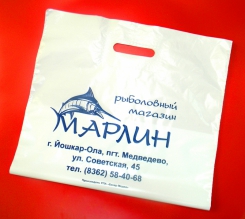 рыболовный
магазин
МАРЛИН
г. Йошкар-Ола, пгт. Медведево,
ул. Советская, 45
тел. (8362) 58-40-68